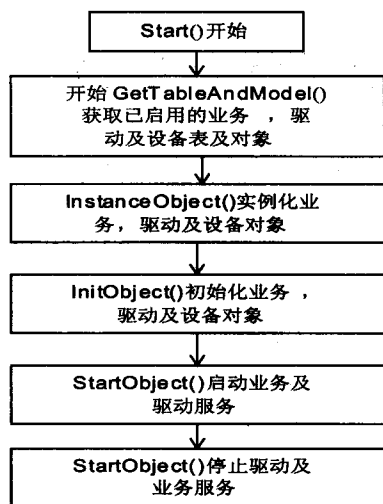 Start()开始
开始 GetTableAndModel()
获取已启用的业务 ，驱
动及设备表及对象
InstanceObject()实例化业
务，驱动及设备对象
InitObject()初始化业务 ，
驱动及设备对象
StartObject()启动业务及
驱动服务
StartObject()停止驱动及
业务服务